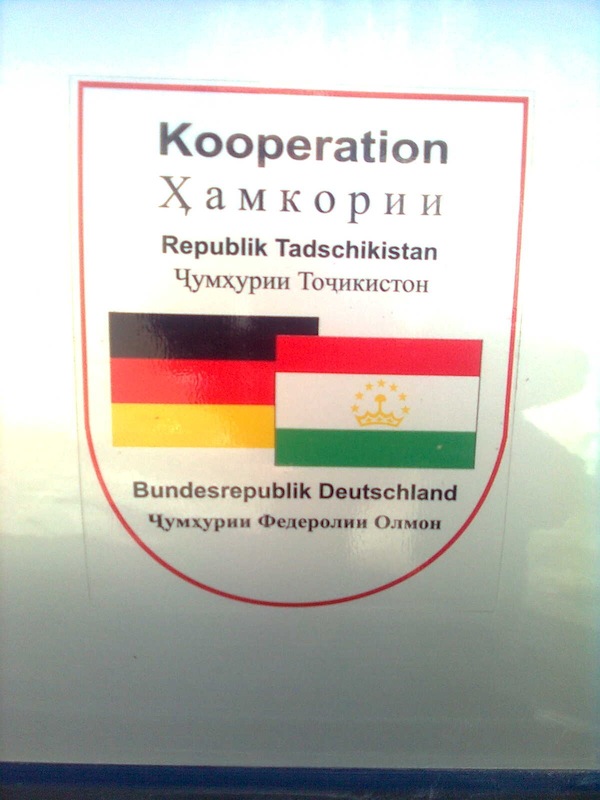 Kooperation
Ҳамкории
Republik Tadschikistan
Ҷумҳурии Тоҷикистон
Bundesrepublik Deutschland
Ҷумҳурии Федеролии Олмон